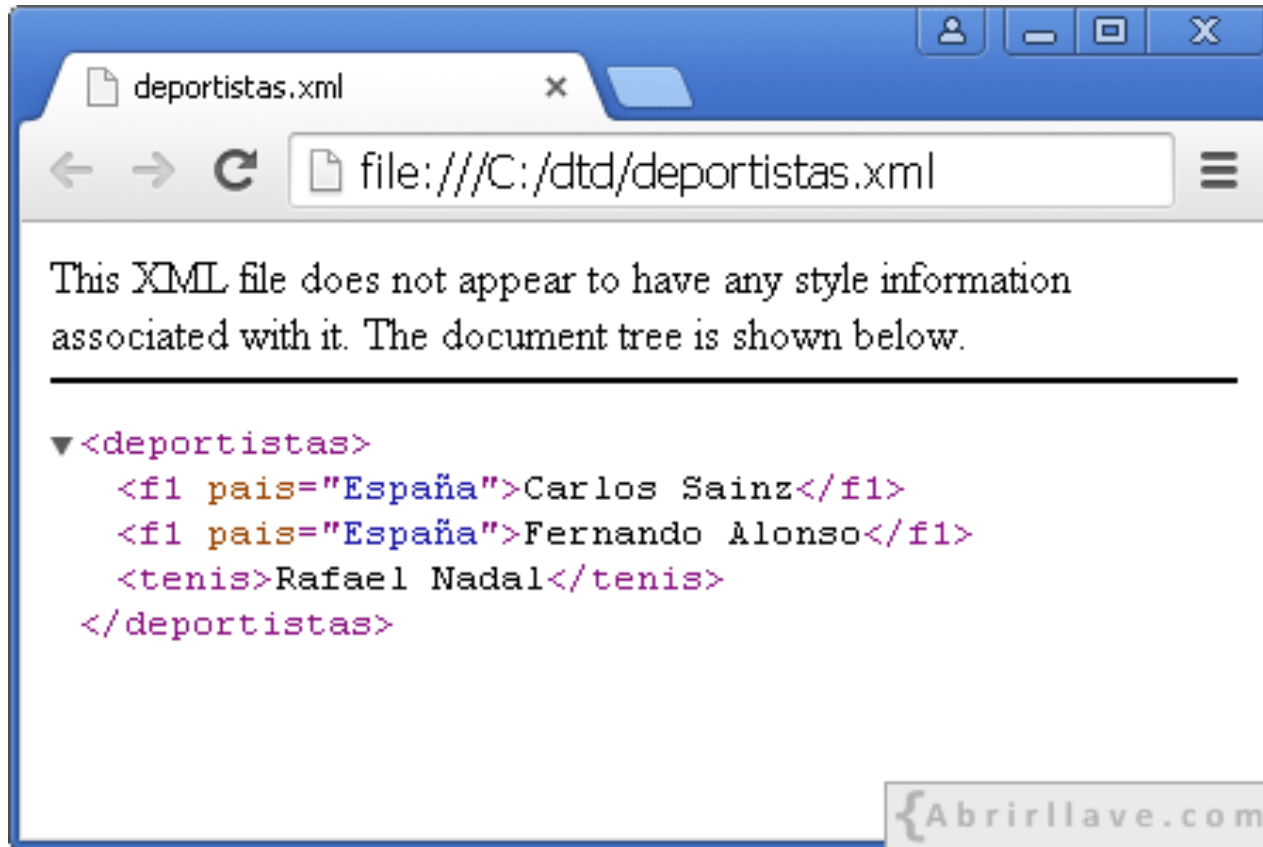 deportistas.xml
file:///C:/dtd/deportistas.xml
This XML file does not appear to have any style information
associated with it. The document tree is shown below.
<deportistas>
<f1 pais="España">Carlos Sainz</f1>
<f1 pais="España">Fernando Alonso</f1>
<tenis>Rafael Nadal</tenis>
</deportistas>
{Abrirllave.com